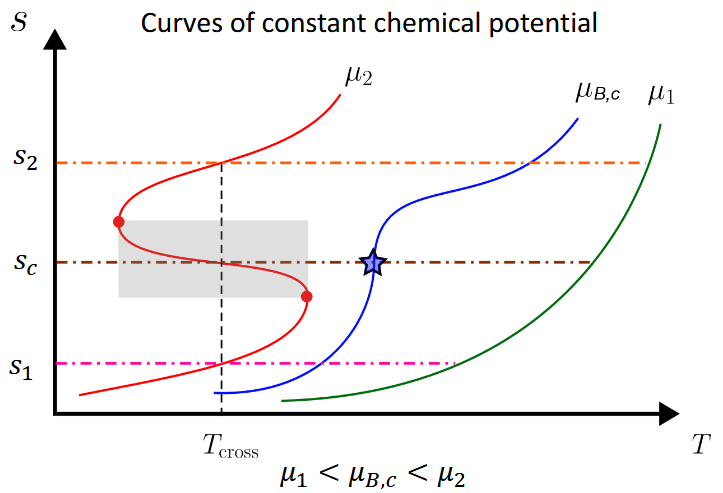 Curves of constant chemical potential
s
μ₂
μB,c
μ₁
s₂
sc
s₁
Tcross
T
μ₁ < μB,c < μ₂